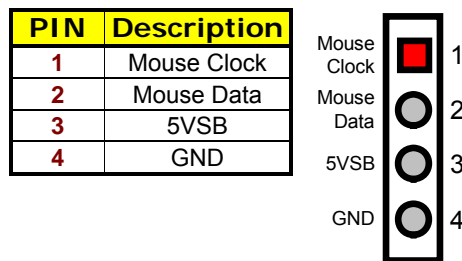 PIN Description
1 Mouse Clock
2 Mouse Data
3 5VSB
4 GND
Mouse
Clock 1
Mouse
Data 2
5VSB 3
GND 4